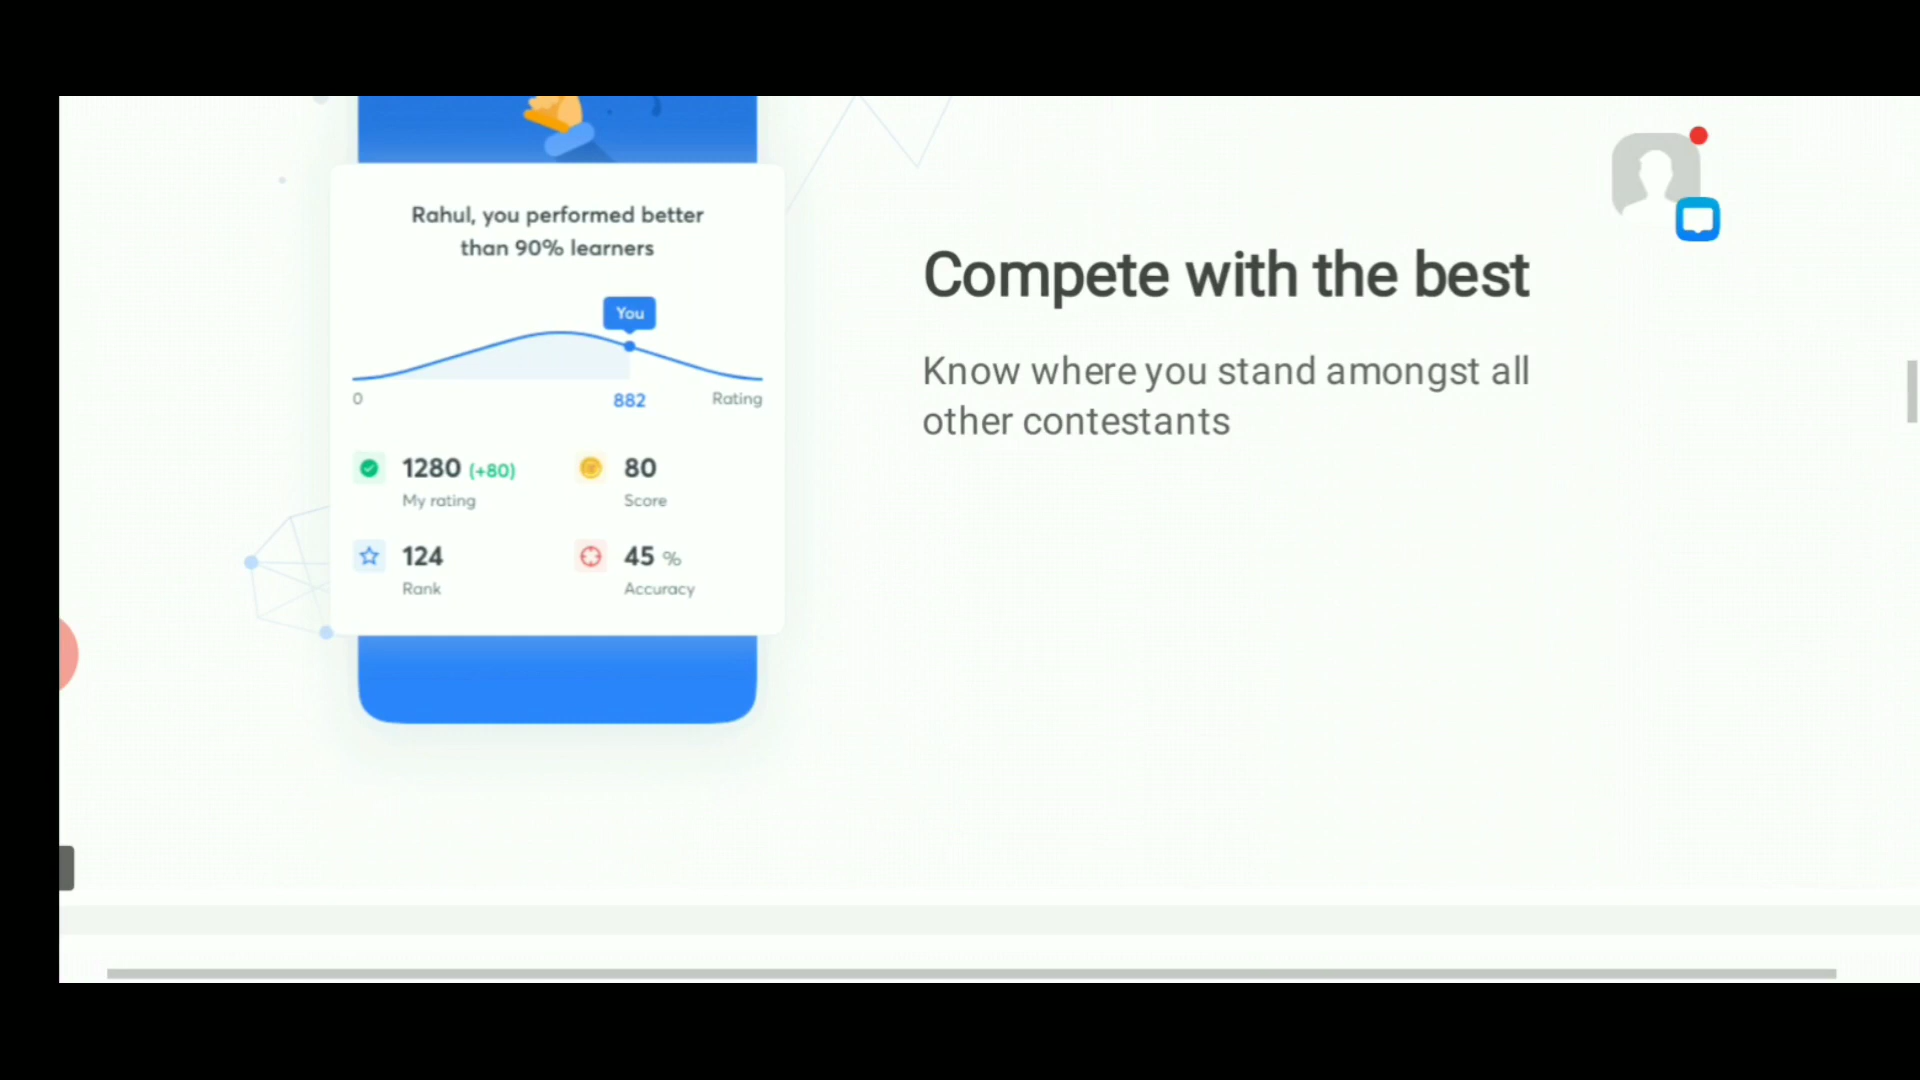 Rahul, you performed better
than 90% learners
You
0
882
Rating
1280 (+80)
My rating
80
Score
124
Rank
45 %
Accuracy
Compete with the best
Know where you stand amongst all
other contestants